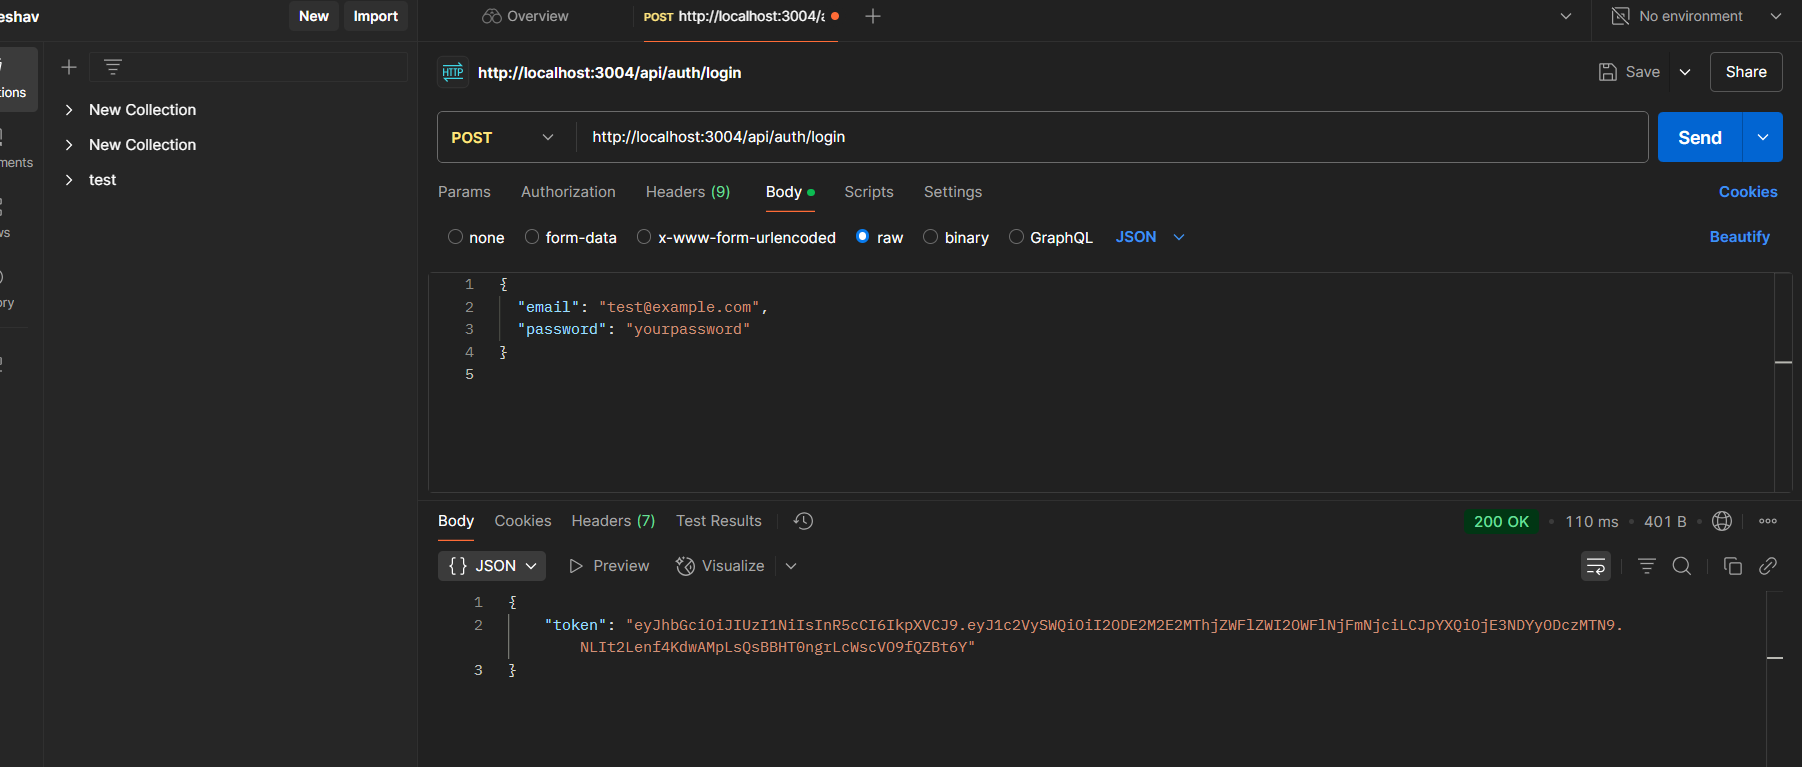 eshav
New
Import
Overview
POST http://localhost:3004/a
No environment
tions
New Collection
New Collection
ments
test
ws
ory
HTTP
http://localhost:3004/api/auth/login
Save
Share
POST
http://localhost:3004/api/auth/login
Send
Params
Authorization
Headers (9)
Body
Scripts
Settings
Cookies
none
form-data
x-www-form-urlencoded
raw
binary
GraphQL
JSON
Beautify
1 {
2 "email": "test@example.com",
3 "password": "yourpassword"
4 }
5
Body
Cookies
Headers (7)
Test Results
200 OK
110 ms
401 B
{} JSON
Preview
Visualize
1 {
2 "token": "eyJhbGciOiJIUzI1NiIsInR5cCI6IkpXVCJ9.eyJ1c2VySWQiOiI2ODE2M2E2MThjZWFlZWI2OWFlNjFmNjciLCJpYXQiOjE3NDYyODczMTN9.
NLIt2Lenf4KdwAMpLsQsBBHT0ngrLcWscVO9fQZBt6Y"
3 }